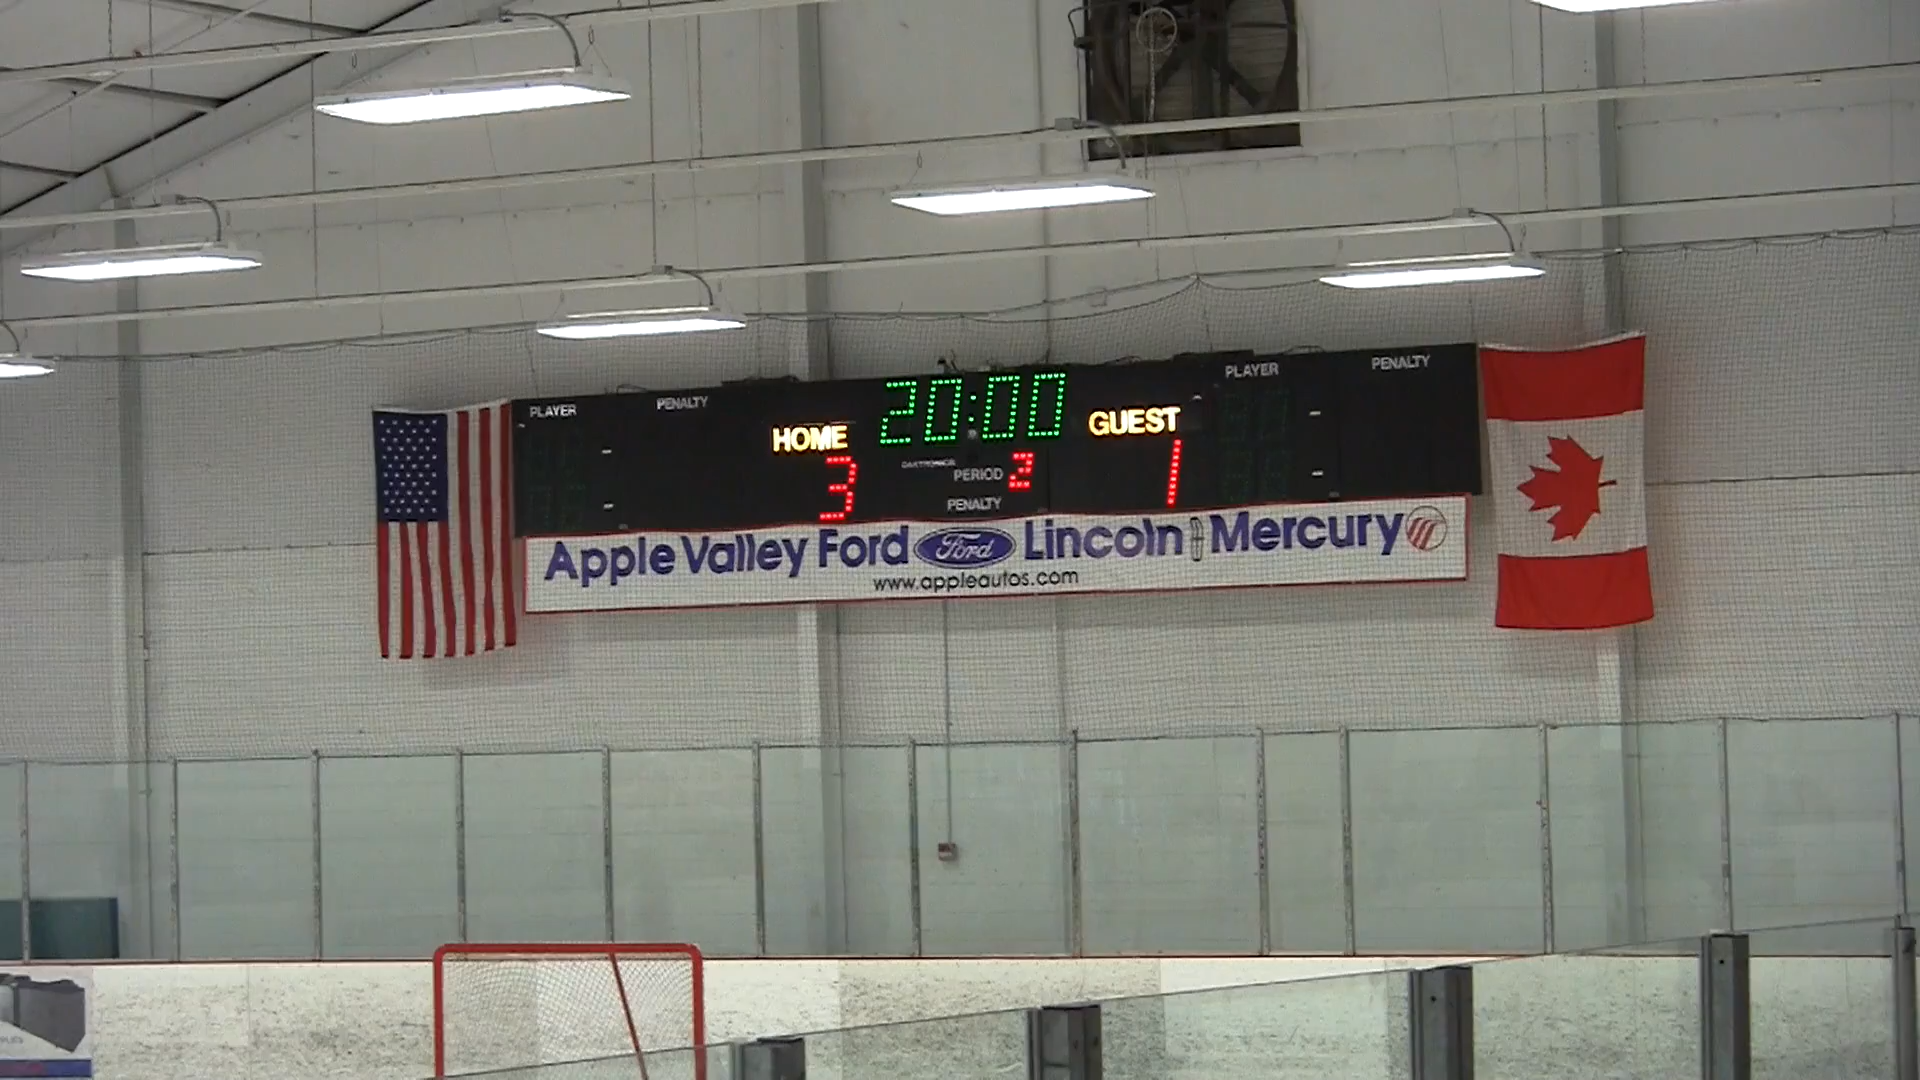 PLAYER PENALTY 20:00 PLAYER PENALTY
HOME GUEST
3 DAKTRONICS PERIOD 2 1
PENALTY
Apple Valley Ford Ford Lincoln Mercury
www.appleautos.com